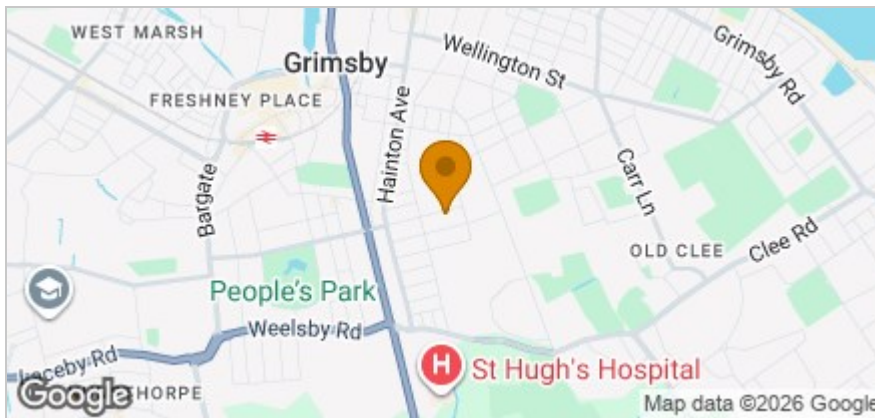 WEST MARSH
Grimsby
Wellington St
Grimsby Rd
FRESHNEY PLACE
Hainton Ave
Bargate
Carr Ln
OLD CLEE
Clee Rd
People's Park
Weelsby Rd
St Hugh's Hospital
H
Google
Map data ©2026 Google